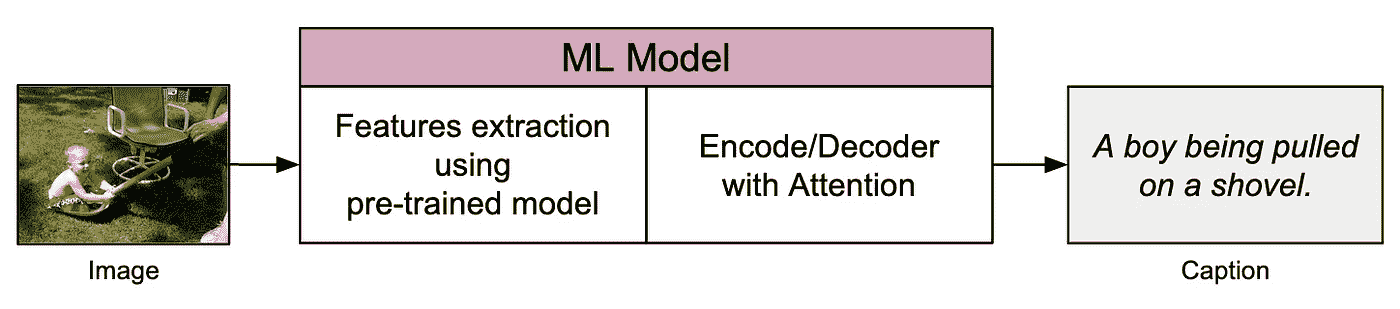 ML Model
Features extraction
using
pre-trained model
Encode/Decoder
with Attention
A boy being pulled
on a shovel.
Image
Caption